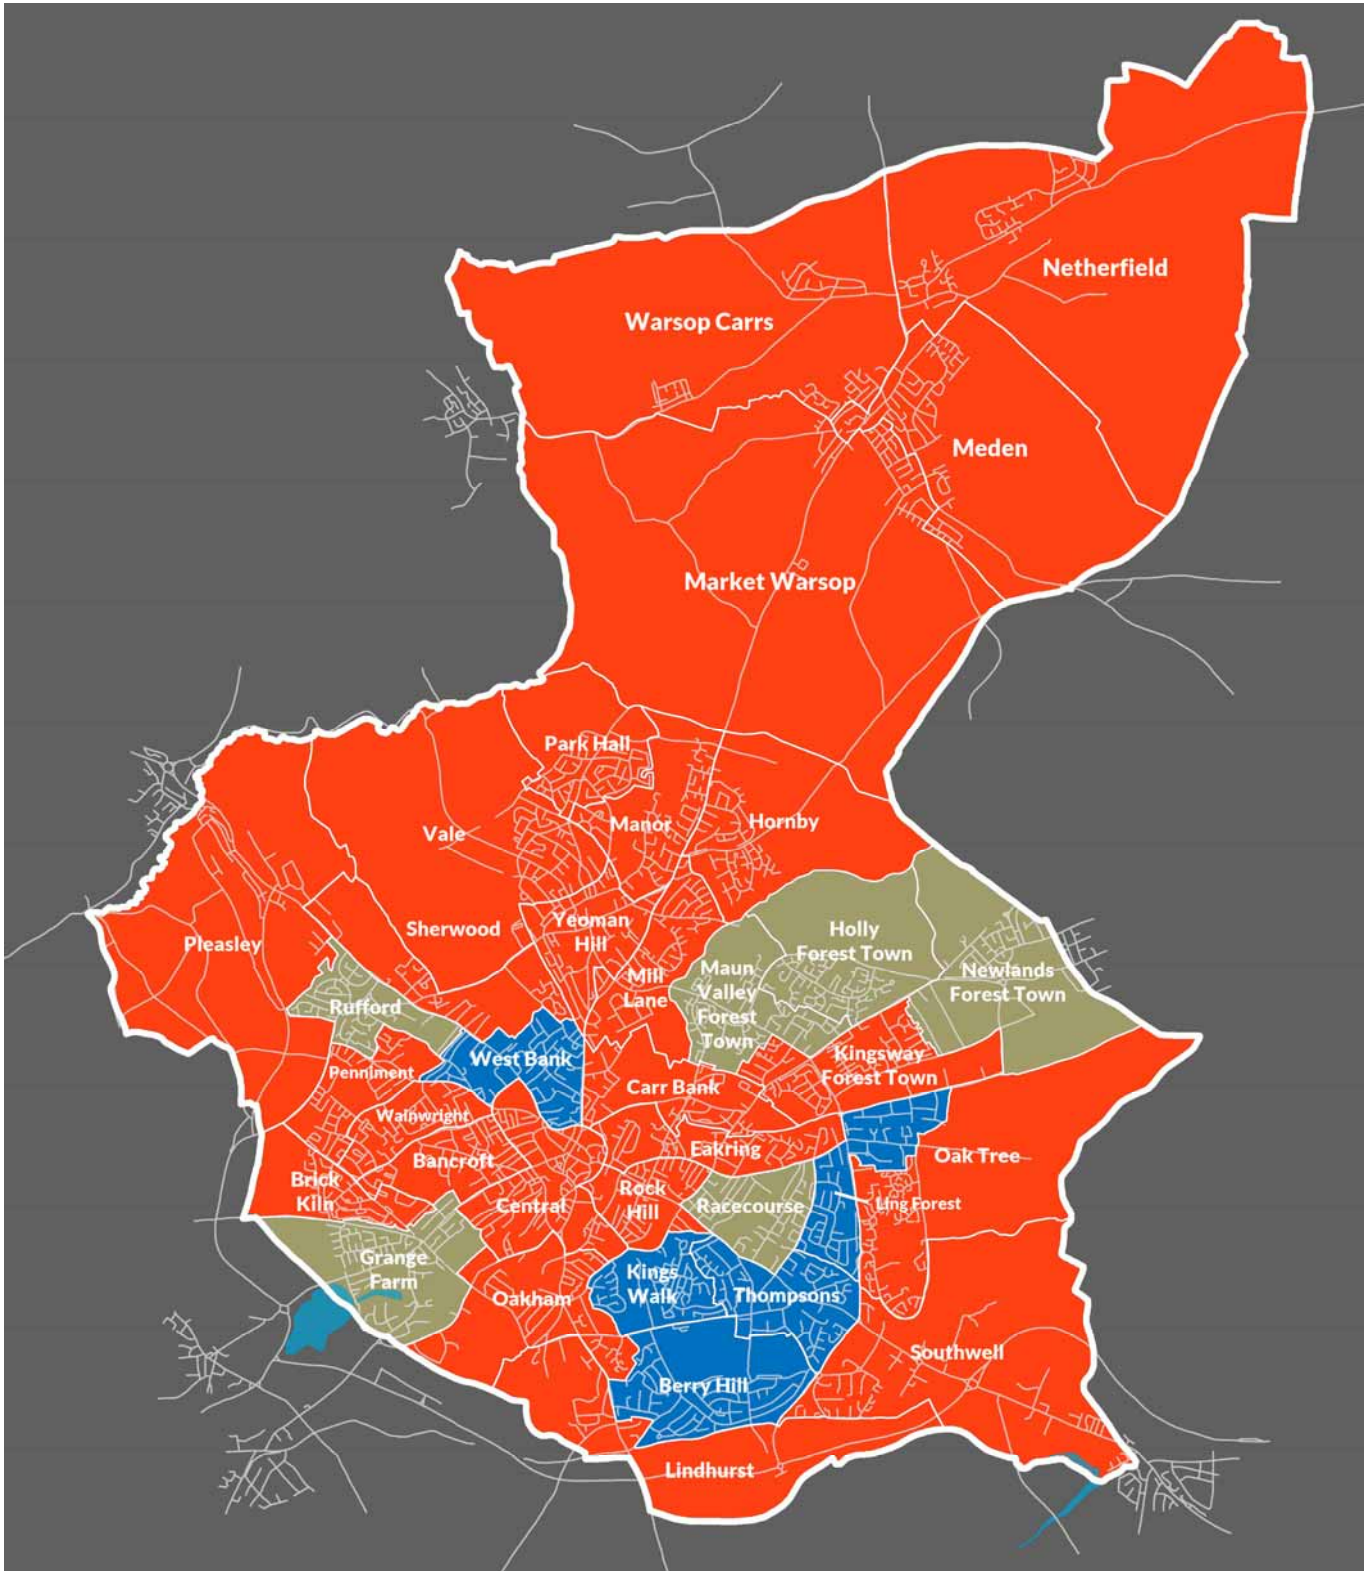 Netherfield
Warsop Carrs
Meden
Market Warsop
Park Hall
Manor
Hornby
Vale
Sherwood
Yeoman
Hill
Pleasley
Holly
Forest Town
Maun
Valley
Forest
Town
Newlands
Forest Town
Mill
Lane
Rufford
West Bank
Kingsway
Forest Town
Penniment
Carr Bank
Wainwright
Eakring
Oak Tree
Bancroft
Brick
Kiln
Central
Rock
Hill
Racecourse
Ling Forest
Grange
Farm
Kings
Walk
Thompsons
Oakham
Southwell
Berry Hill
Lindhurst